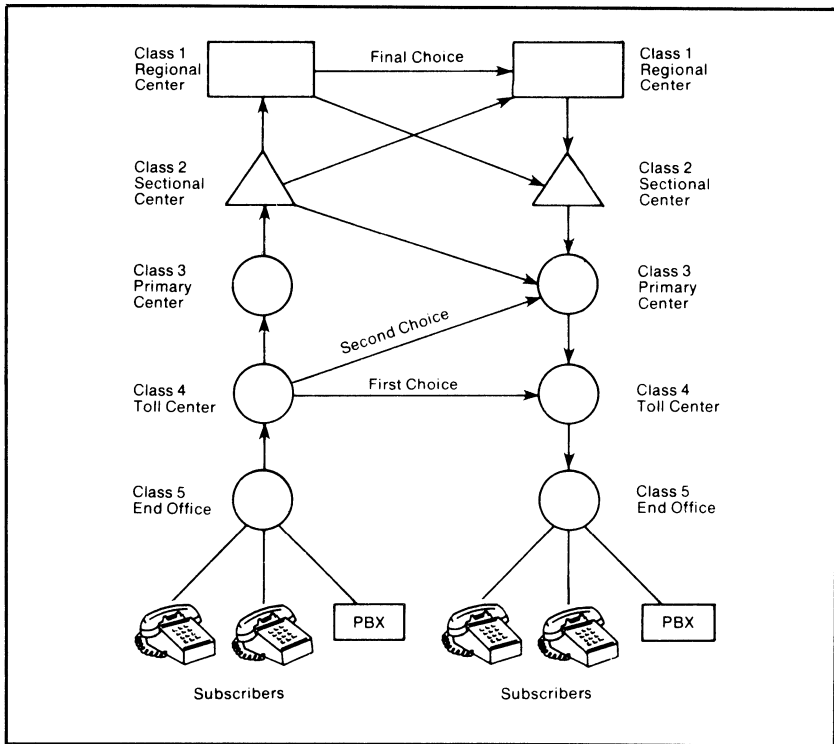 Class 1
Regional
Center
Final Choice
Class 1
Regional
Center
Class 2
Sectional
Center
Class 2
Sectional
Center
Class 3
Primary
Center
Class 3
Primary
Center
Second Choice
First Choice
Class 4
Toll Center
Class 4
Toll Center
Class 5
End Office
Class 5
End Office
PBX
PBX
Subscribers
Subscribers